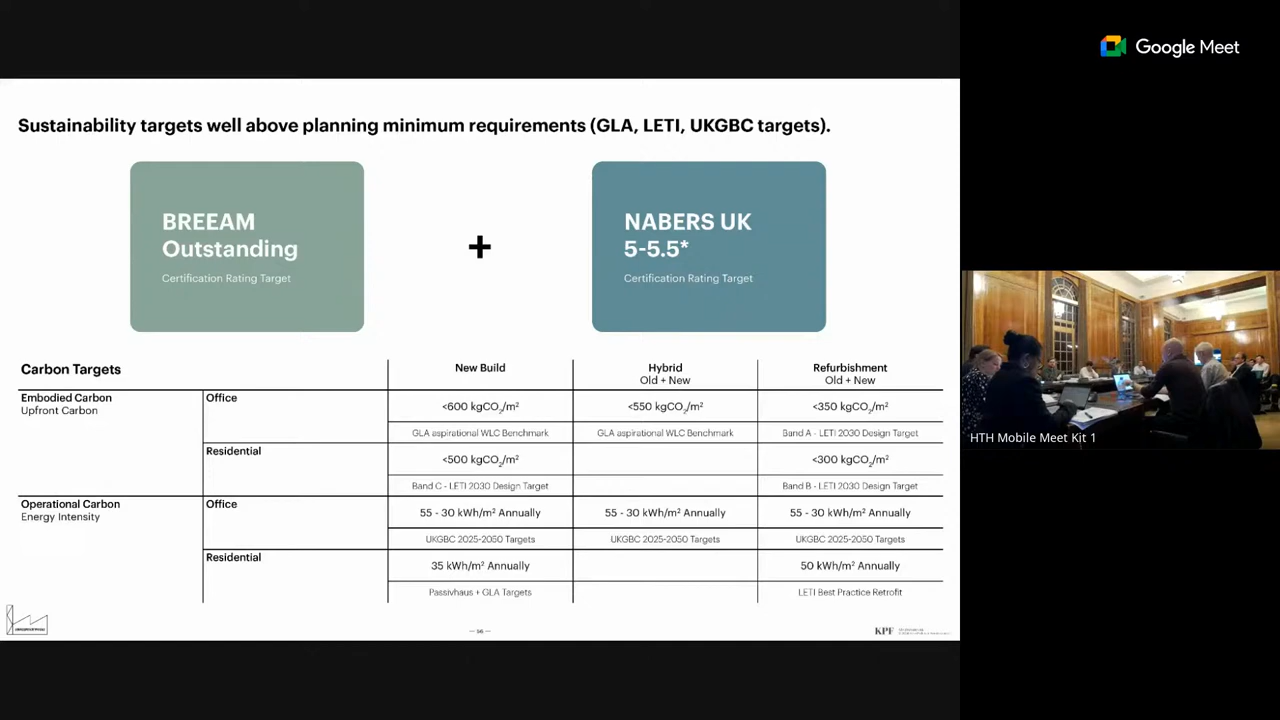 Google Meet
Sustainability targets well above planning minimum requirements (GLA, LETI, UKGBC targets).
BREEAM
Outstanding
Certification Rating Target
+
NABERS UK
5-5.5*
Certification Rating Target
Carbon Targets
New Build
Hybrid
Old + New
Refurbishment
Old + New
Embodied Carbon
Upfront Carbon
Office
<600 kgCO₂/m²
<550 kgCO₂/m²
<350 kgCO₂/m²
GLA aspirational WLC Benchmark
GLA aspirational WLC Benchmark
Band A - LETI 2030 Design Target
Residential
<500 kgCO₂/m²
<300 kgCO₂/m²
Band C - LETI 2030 Design Target
Band B - LETI 2030 Design Target
Operational Carbon
Energy Intensity
Office
55 - 30 kWh/m² Annually
55 - 30 kWh/m² Annually
55 - 30 kWh/m² Annually
UKGBC 2025-2050 Targets
UKGBC 2025-2050 Targets
UKGBC 2025-2050 Targets
Residential
35 kWh/m² Annually
50 kWh/m² Annually
Passivhaus + GLA Targets
LETI Best Practice Retrofit
KPF
HTH Mobile Meet Kit 1